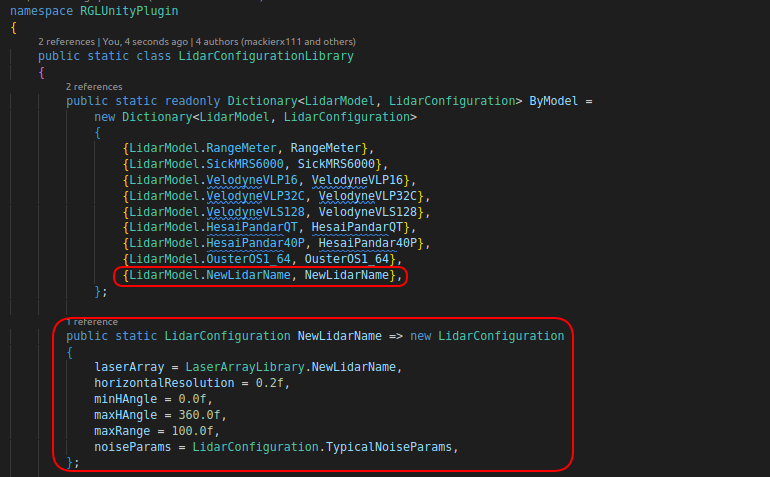 namespace RGLUnityPlugin
{
2 references | You, 4 seconds ago | 4 authors (mackierx111 and others)
public static class LidarConfigurationLibrary
{
2 references
public static readonly Dictionary<LidarModel, LidarConfiguration> ByModel =
new Dictionary<LidarModel, LidarConfiguration>
{
{LidarModel.RangeMeter, RangeMeter},
{LidarModel.SickMRS6000, SickMRS6000},
{LidarModel.VelodyneVLP16, VelodyneVLP16},
{LidarModel.VelodyneVLP32C, VelodyneVLP32C},
{LidarModel.VelodyneVLS128, VelodyneVLS128},
{LidarModel.HesaiPandarQT, HesaiPandarQT},
{LidarModel.HesaiPandar40P, HesaiPandar40P},
{LidarModel.OusterOS1_64, OusterOS1_64},
{LidarModel.NewLidarName, NewLidarName},
};
1 reference
public static LidarConfiguration NewLidarName => new LidarConfiguration
{
laserArray = LaserArrayLibrary.NewLidarName,
horizontalResolution = 0.2f,
minHAngle = 0.0f,
maxHAngle = 360.0f,
maxRange = 100.0f,
noiseParams = LidarConfiguration.TypicalNoiseParams,
};